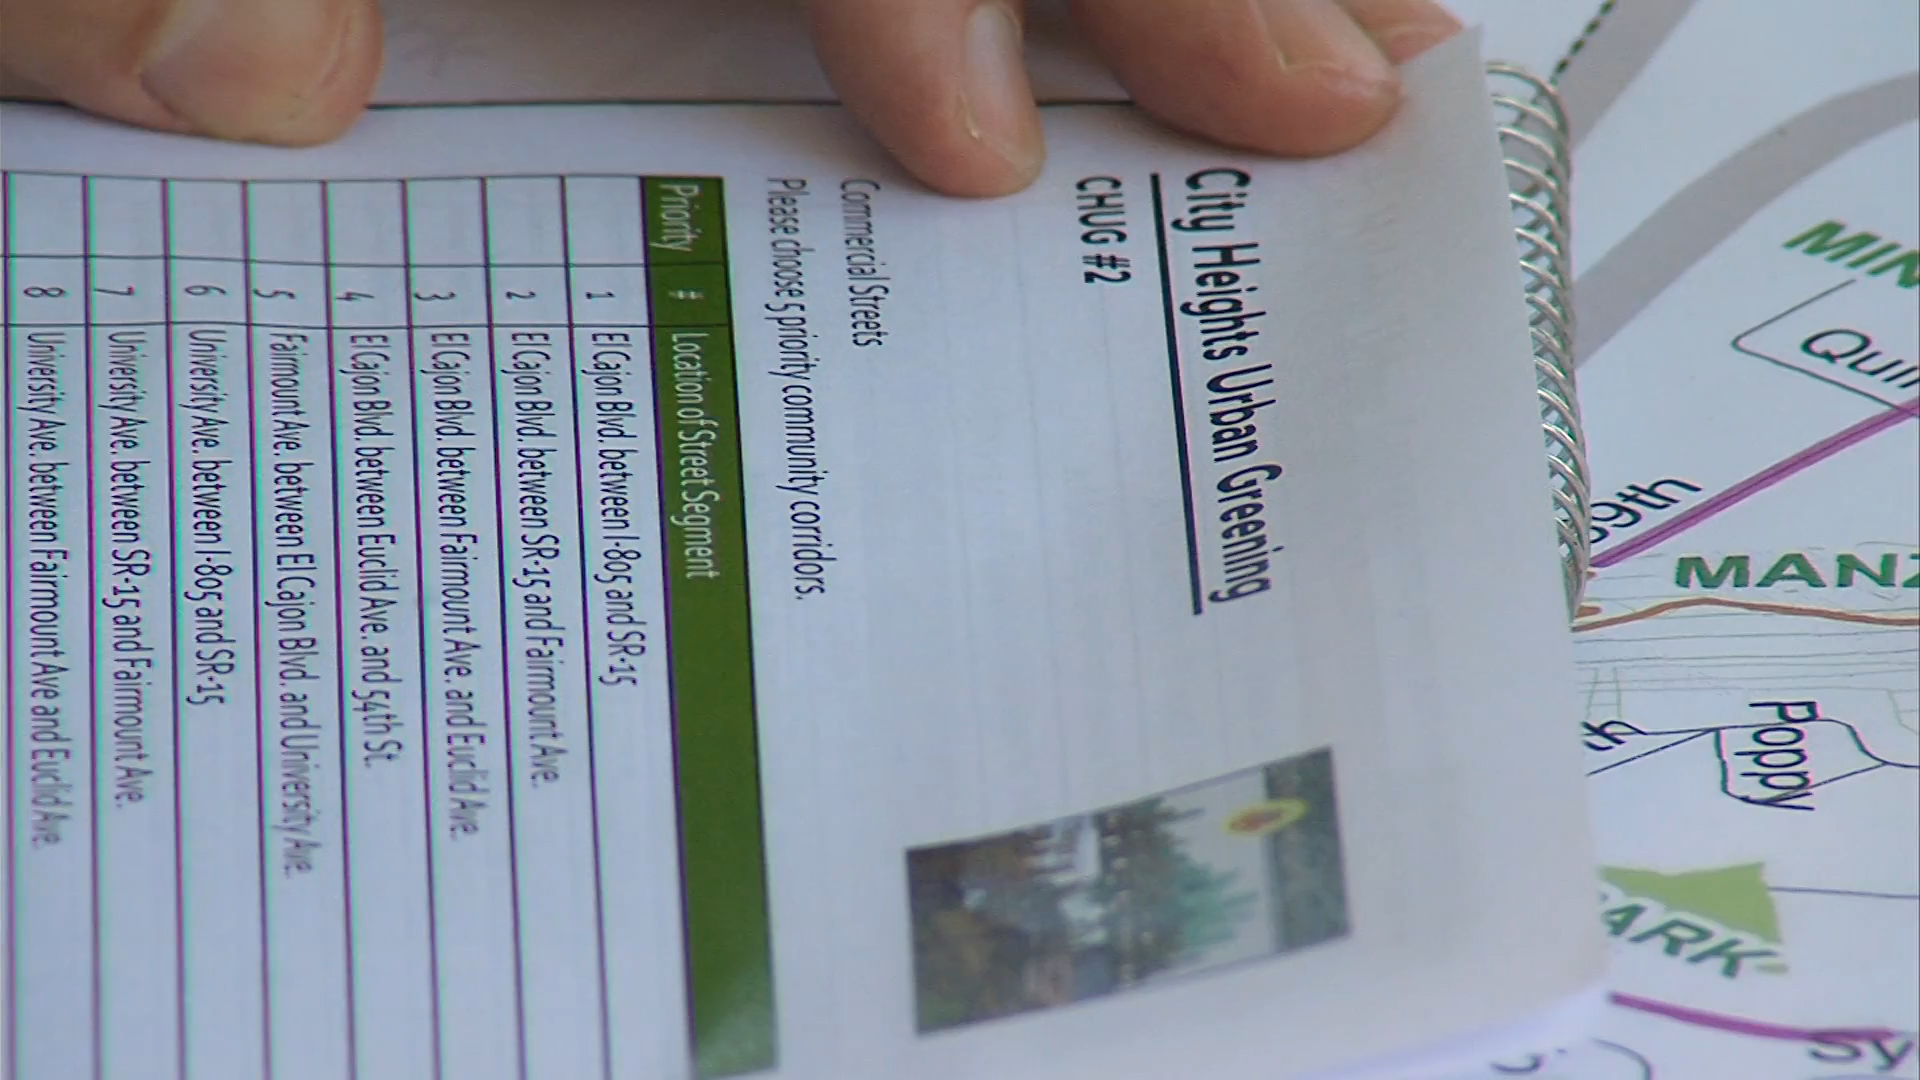 City Heights Urban Greening
CHUG #2
Commercial Streets
Please choose 5 priority community corridors.
Priority # Location of Street Segment
1 El Cajon Blvd. between I-805 and SR-15
2 El Cajon Blvd. between SR-15 and Fairmount Ave.
3 El Cajon Blvd. between Fairmount Ave. and Euclid Ave.
4 El Cajon Blvd. between Euclid Ave. and 54th St.
5 Fairmount Ave. between El Cajon Blvd. and University Ave.
6 University Ave. between I-805 and SR-15
7 University Ave. between SR-15 and Fairmount Ave.
8 University Ave. between Fairmount Ave and Euclid Ave.
MIN
Quin
39th
MANZ
Poppy
ARK
Sy